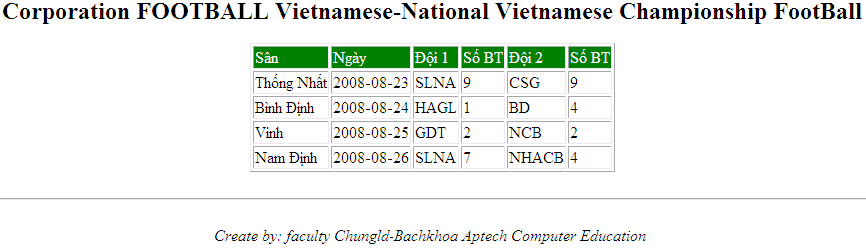 Corporation FOOTBALL Vietnamese-National Vietnamese Championship FootBall
Sân Ngày Đội 1 Số BT Đội 2 Số BT
Thống Nhất 2008-08-23 SLNA 9 CSG 9
Bình Định 2008-08-24 HAGL 1 BD 4
Vinh 2008-08-25 GDT 2 NCB 2
Nam Định 2008-08-26 SLNA 7 NHACB 4
Create by: faculty Chungld-Bachkhoa Aptech Computer Education